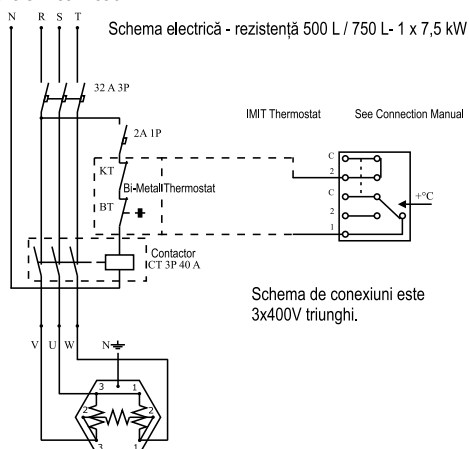 N R S T
Schema electrică - rezistență 500 L / 750 L- 1 x 7,5 kW
32 A 3P
2A 1P
IMIT Thermostat
See Connection Manual
KT
Bi-Metall Thermostat
BT
C
2
C
2
1
+°C
Contactor
CT 3P 40 A
Schema de conexiuni este
3x400V triunghi.
V U W N
3 1
2 2
3 1